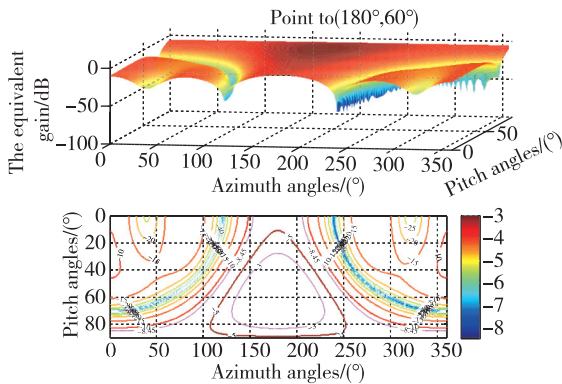 Point to(180°,60°)
The equivalent
gain/dB
0
−50
−100
0 50 100 150 200 250 300 350
Azimuth angles/(°)
0 50
Pitch angles/(°)
Pitch angles/(°)
0
20
40
60
80
0 50 100 150 200 250 300 350
Azimuth angles/(°)
−3
−4
−5
−6
−7
−8